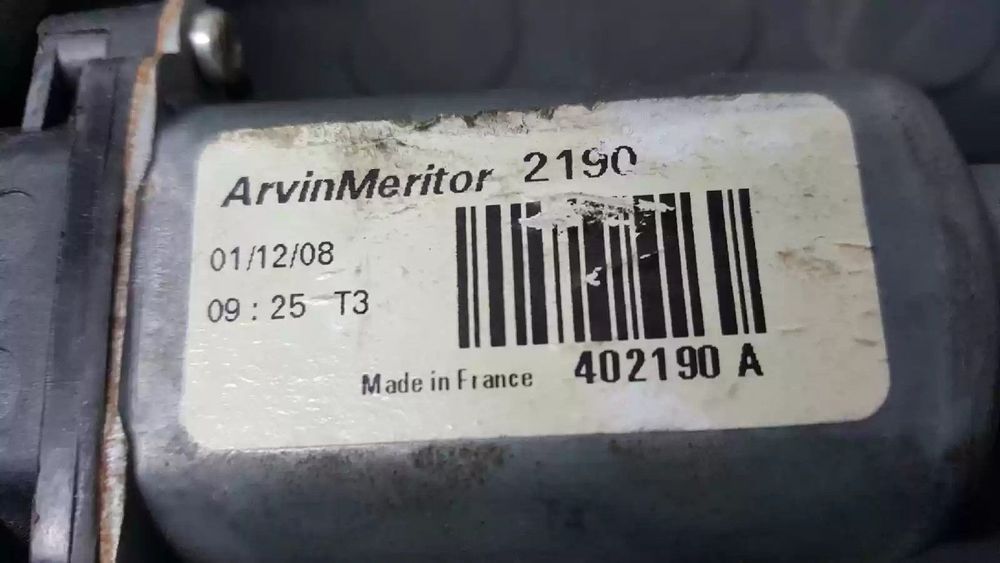 ArvinMeritor 2190
01/12/08
09 : 25 T3
402190 A
Made in France